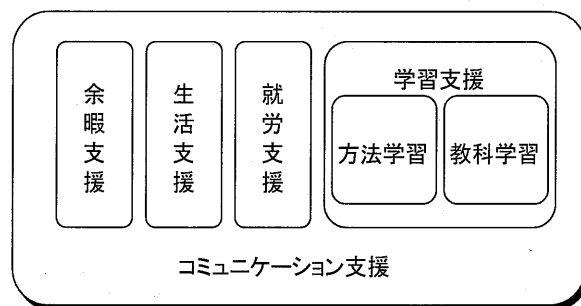 余暇支援
生活支援
就労支援
学習支援
方法学習
教科学習
コミュニケーション支援